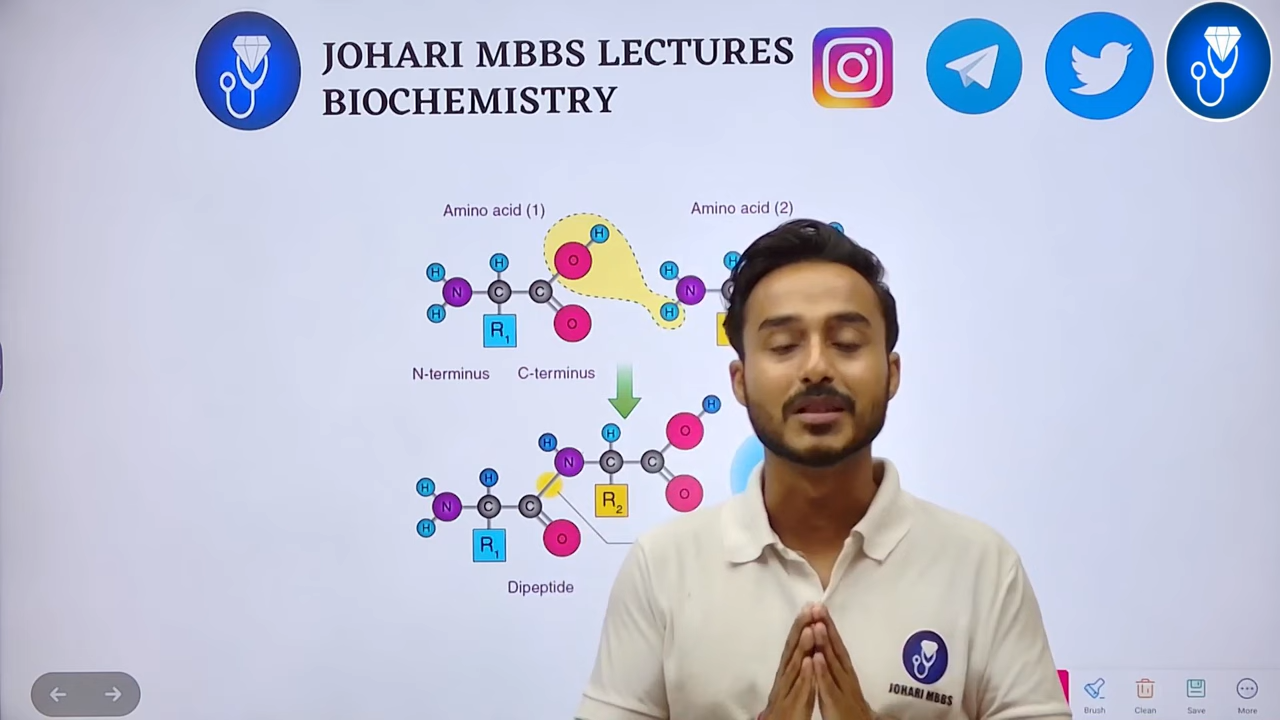 JOHARI MBBS LECTURES
BIOCHEMISTRY
Amino acid (1)
Amino acid (2)
H
H
H
O
N
C
C
H
R1
O
H
H
N
H
N-terminus
C-terminus
H
H
H
O
N
C
C
R2
O
H
H
N
C
C
H
R1
O
Dipeptide
JOHARI MBBS
Brush
Clean
Save
More